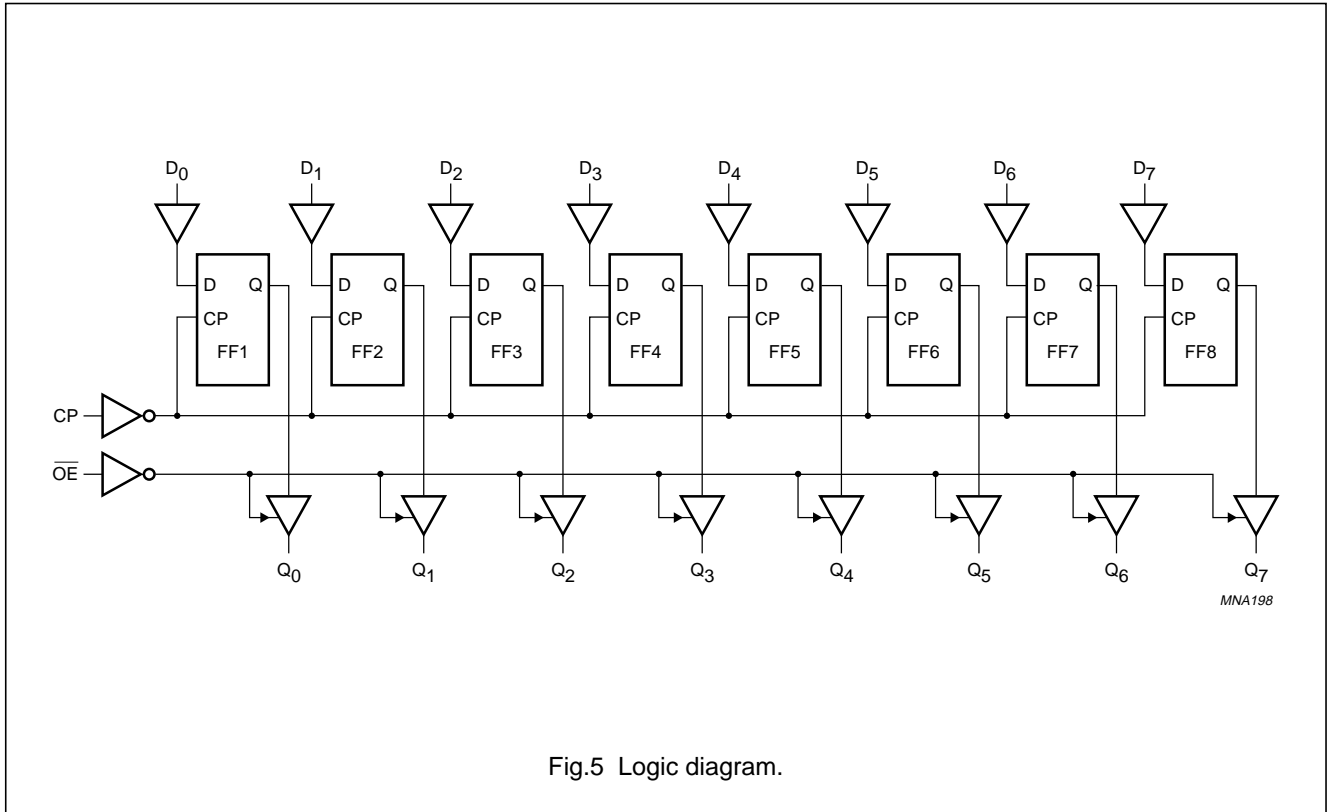 D0 D1 D2 D3 D4 D5 D6 D7
D Q D Q D Q D Q D Q D Q D Q D Q
CP CP CP CP CP CP CP CP
FF1 FF2 FF3 FF4 FF5 FF6 FF7 FF8
CP
O̅E̅
Q0 Q1 Q2 Q3 Q4 Q5 Q6 Q7
MNA198
Fig.5 Logic diagram.